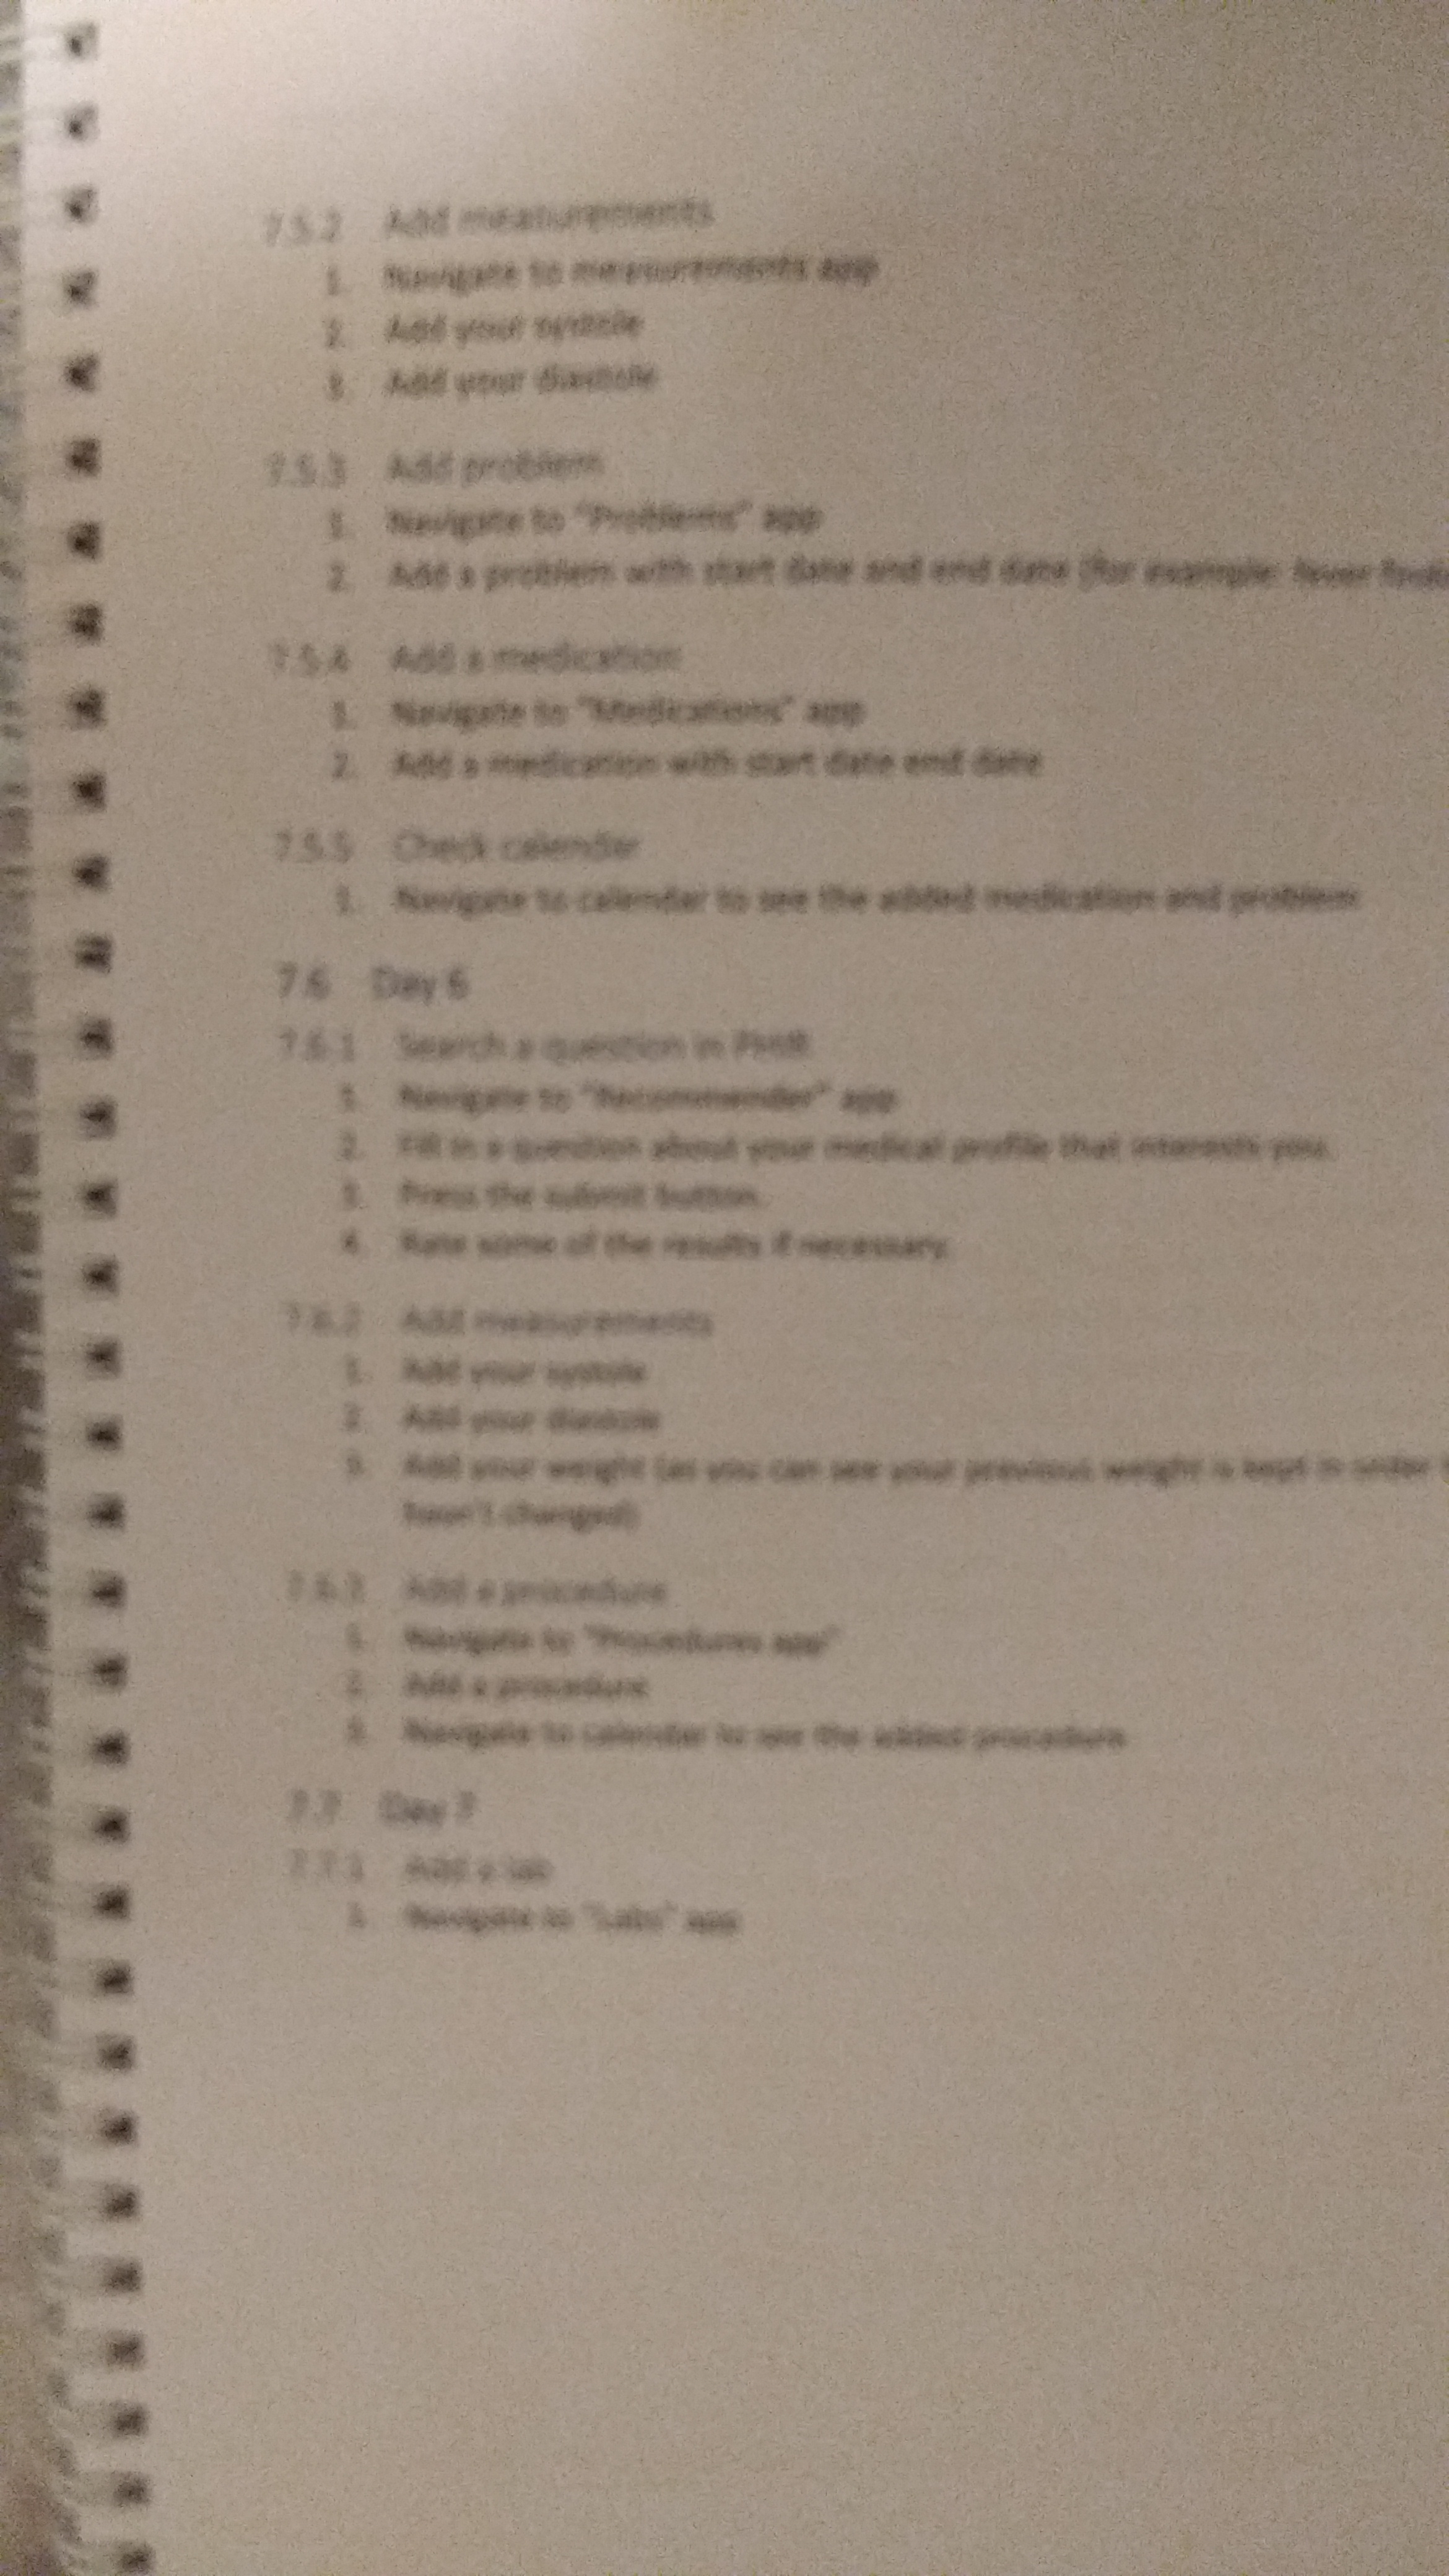 7.5.2 Add measurements
1. Navigate to measurements app
2. Add your systole
3. Add your diastole
7.5.3 Add problem
1. Navigate to "Problems" app
2. Add a problem with start date and end date (for example: fever
7.5.4 Add a medication
1. Navigate to "Medications" app
2. Add a medication with start date end date
7.5.5 Check calendar
1. Navigate to calendar to see the added medication and problem
7.6 Day 6
7.6.1 Search a question in PHR
1. Navigate to "Recommender" app
2. Fill in a question about your medical profile that interests you.
3. Press the submit button.
4. Rate some of the results if necessary.
7.6.2 Add measurements
1. Add your systole
2. Add your diastole
3. Add your weight (as you can see your previous weight is kept in order
hasn't changed)
7.6.3 Add a procedure
1. Navigate to "Procedures app"
2. Add a procedure
3. Navigate to calendar to see the added procedure
7.7 Day 7
7.7.1 Add a lab
1. Navigate to "Labs" app